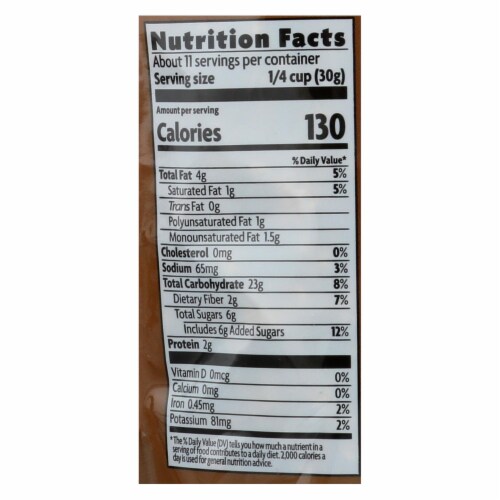 Nutrition Facts
About 11 servings per container
Serving size 1/4 cup (30g)
Amount per serving
Calories 130
% Daily Value*
Total Fat 4g 5%
Saturated Fat 1g 5%
Trans Fat 0g
Polyunsaturated Fat 1g
Monounsaturated Fat 1.5g
Cholesterol 0mg 0%
Sodium 65mg 3%
Total Carbohydrate 23g 8%
Dietary Fiber 2g 7%
Total Sugars 6g
Includes 6g Added Sugars 12%
Protein 2g
Vitamin D 0mcg 0%
Calcium 0mg 0%
Iron 0.45mg 2%
Potassium 81mg 2%
*The % Daily Value (DV) tells you how much a nutrient in a
serving of food contributes to a daily diet. 2,000 calories a
day is used for general nutrition advice.